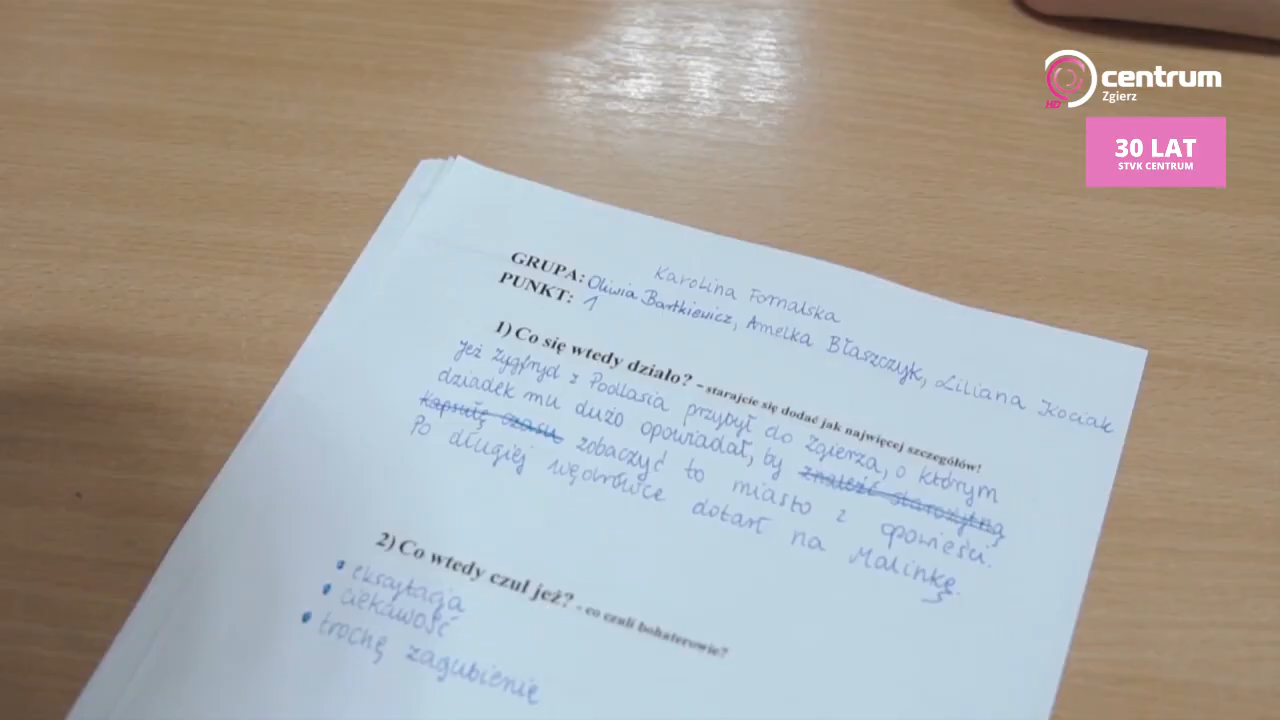 centrum
HD
Zgierz
30 LAT
STVK CENTRUM
Karolina Fornalska
GRUPA: Oliwia Bartkiewicz, Amelka Błaszczyk, Liliana Kociak
PUNKT: 1
1) Co się wtedy działo? - starajcie się dodać jak najwięcej szczegółów!
Jeż Zygfryd z Podlasia przybył do Zgierza, o którym
dziadek mu dużo opowiadał, by znaleźć starożytną
kapsułę czasu zobaczyć to miasto z opowieści.
Po długiej wędrówce dotarł na Malinkę.
2) Co wtedy czuł jeż? - co czuli bohaterowie?
• eksytacja
• ciekawość
• trochę zagubienie